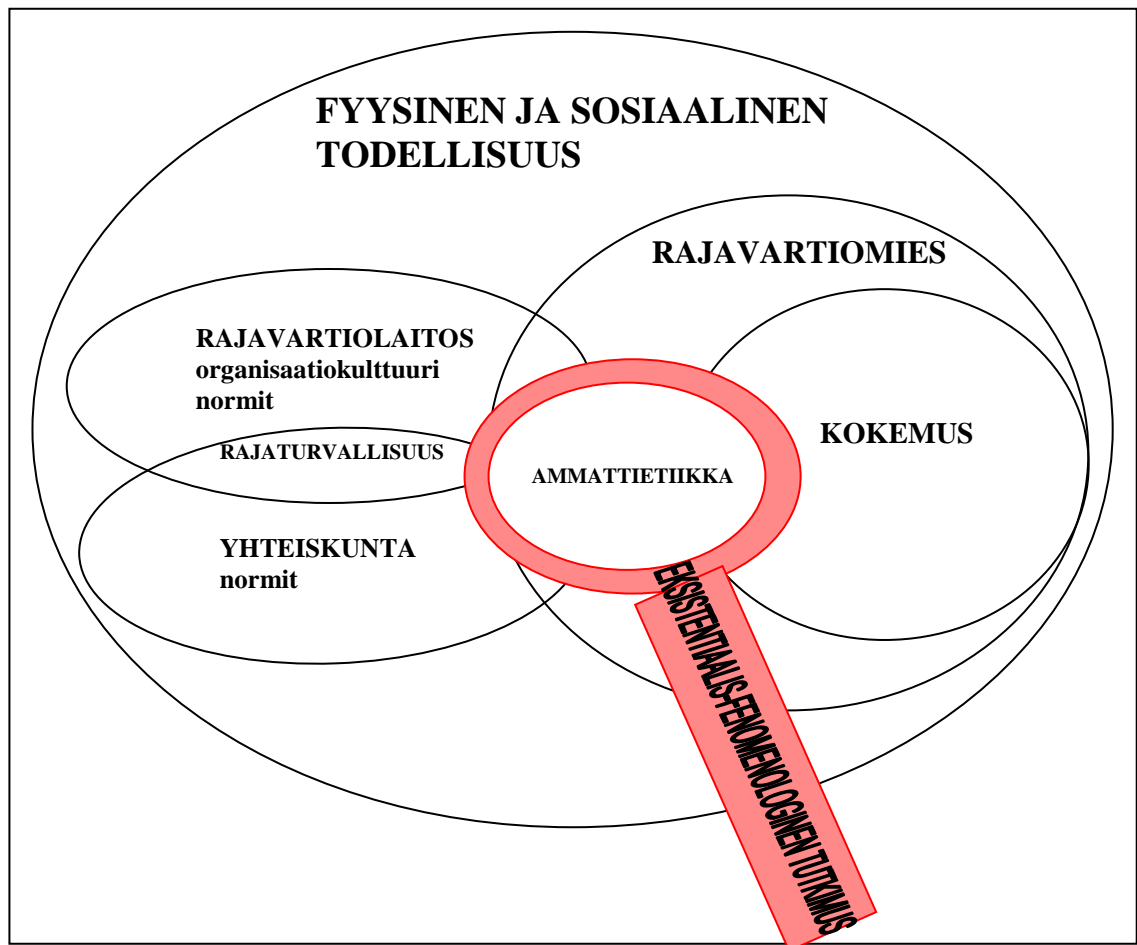 FYYSINEN JA SOSIAALINEN
TODELLISUUS
RAJAVARTIOMIES
RAJAVARTIOLAITOS
organisaatiokulttuuri
normit
RAJATURVALLISUUS
KOKEMUS
AMMATTIETIIKKA
YHTEISKUNTA
normit
EKSISTENTIAALIS-FENOMENOLOGINEN TUTKIMUS